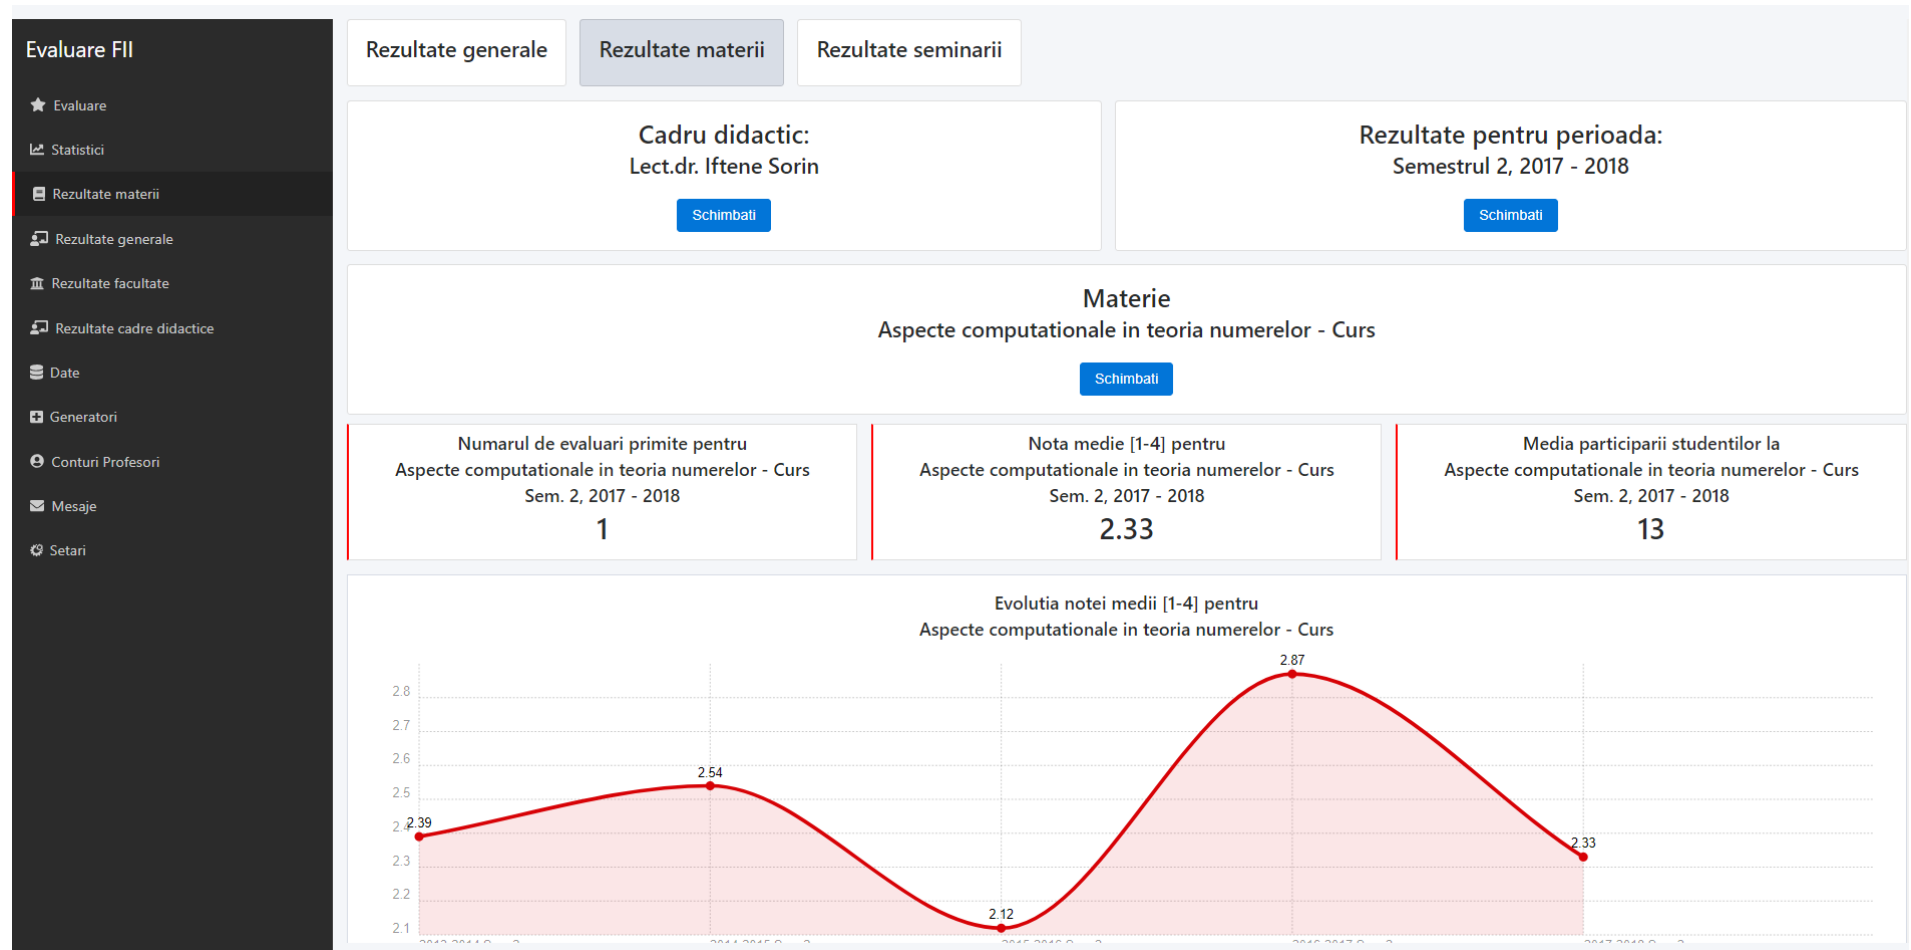 Evaluare FII
Evaluare
Statistici
Rezultate materii
Rezultate generale
Rezultate facultate
Rezultate cadre didactice
Date
Generatori
Conturi Profesori
Mesaje
Setari
Rezultate generale
Rezultate materii
Rezultate seminarii
Cadru didactic:
Lect.dr. Iftene Sorin
Schimbati
Rezultate pentru perioada:
Semestrul 2, 2017 - 2018
Schimbati
Materie
Aspecte computationale in teoria numerelor - Curs
Schimbati
Numarul de evaluari primite pentru
Aspecte computationale in teoria numerelor - Curs
Sem. 2, 2017 - 2018
1
Nota medie [1-4] pentru
Aspecte computationale in teoria numerelor - Curs
Sem. 2, 2017 - 2018
2.33
Media participarii studentilor la
Aspecte computationale in teoria numerelor - Curs
Sem. 2, 2017 - 2018
13
Evolutia notei medii [1-4] pentru
Aspecte computationale in teoria numerelor - Curs
2.8
2.7
2.6
2.5
2.4
2.3
2.2
2.1
2.39
2.54
2.12
2.87
2.33